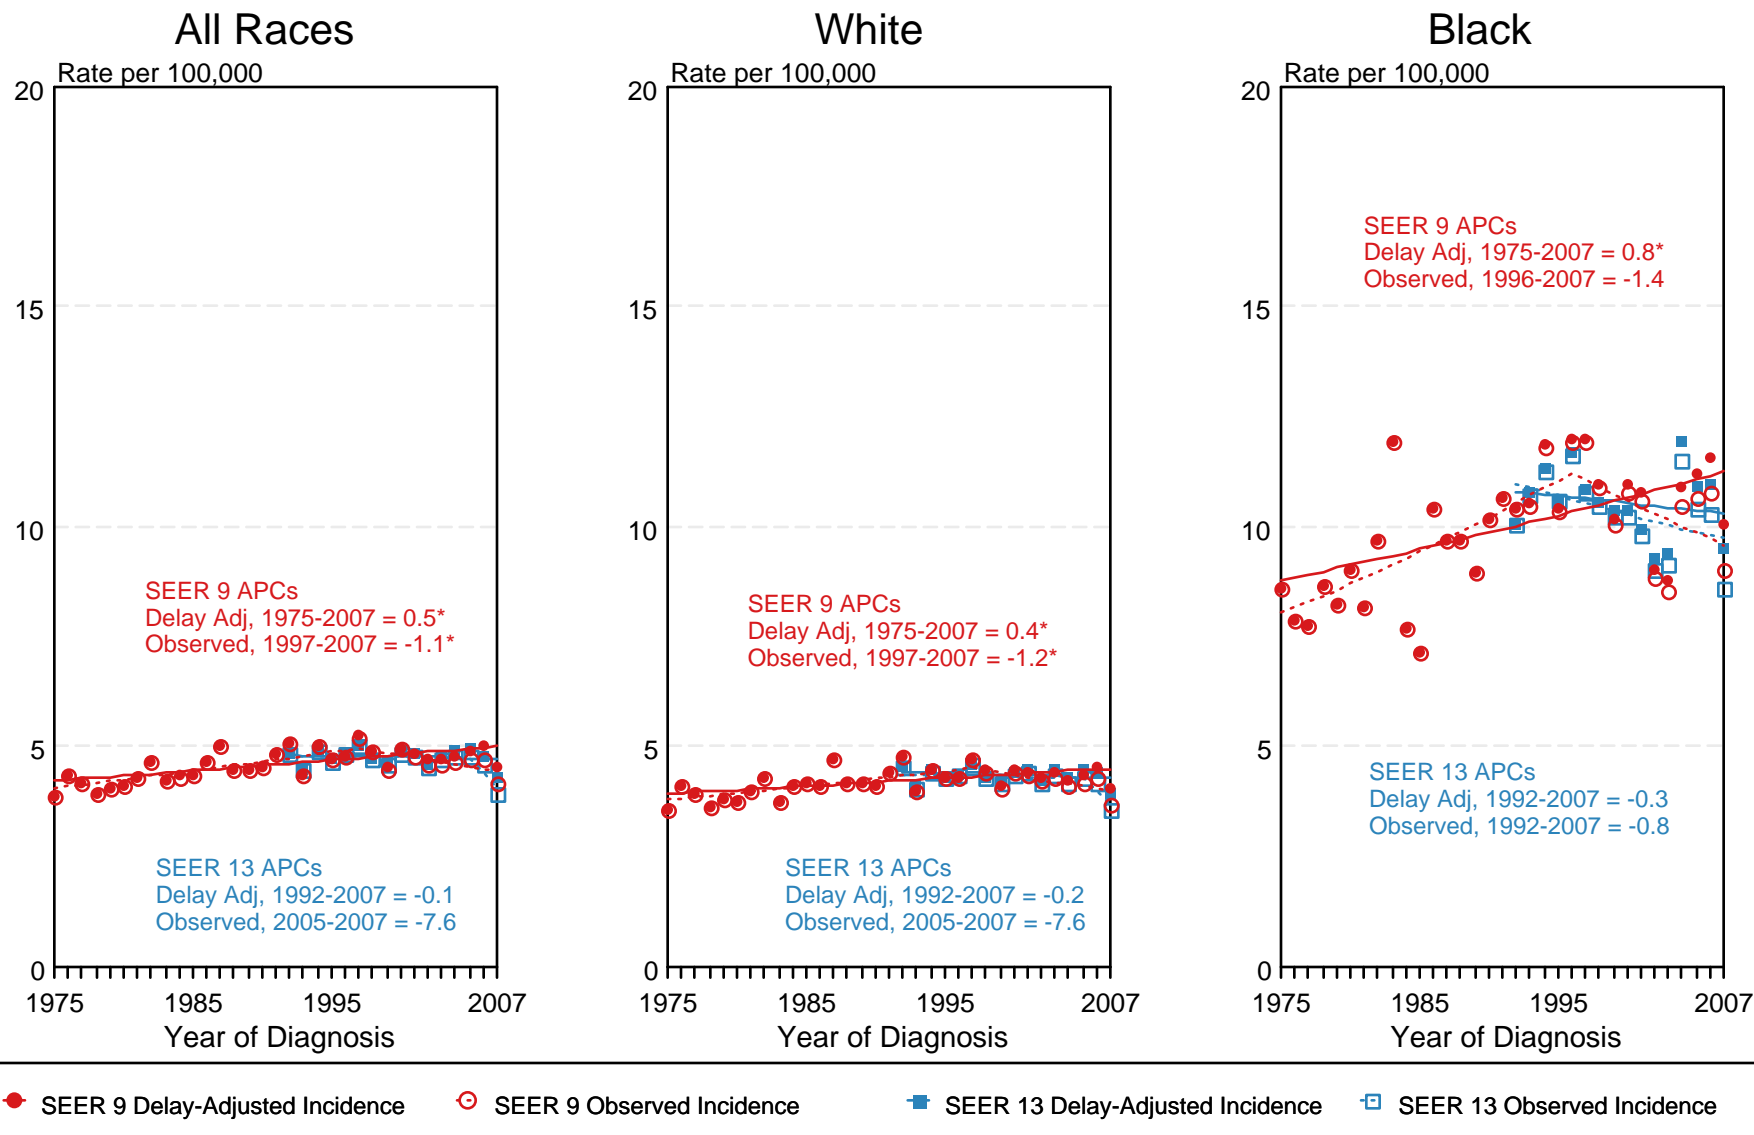 All Races
White
Black
Rate per 100,000
Rate per 100,000
Rate per 100,000
20
15
10
5
0
SEER 9 APCs
Delay Adj, 1975-2007 = 0.5*
Observed, 1997-2007 = -1.1*
SEER 13 APCs
Delay Adj, 1992-2007 = -0.1
Observed, 2005-2007 = -7.6
1975 1985 1995 2007
Year of Diagnosis
20
15
10
5
0
SEER 9 APCs
Delay Adj, 1975-2007 = 0.4*
Observed, 1997-2007 = -1.2*
SEER 13 APCs
Delay Adj, 1992-2007 = -0.2
Observed, 2005-2007 = -7.6
1975 1985 1995 2007
Year of Diagnosis
20
15
10
5
0
SEER 9 APCs
Delay Adj, 1975-2007 = 0.8*
Observed, 1996-2007 = -1.4
SEER 13 APCs
Delay Adj, 1992-2007 = -0.3
Observed, 1992-2007 = -0.8
1975 1985 1995 2007
Year of Diagnosis
SEER 9 Delay-Adjusted Incidence
SEER 9 Observed Incidence
SEER 13 Delay-Adjusted Incidence
SEER 13 Observed Incidence